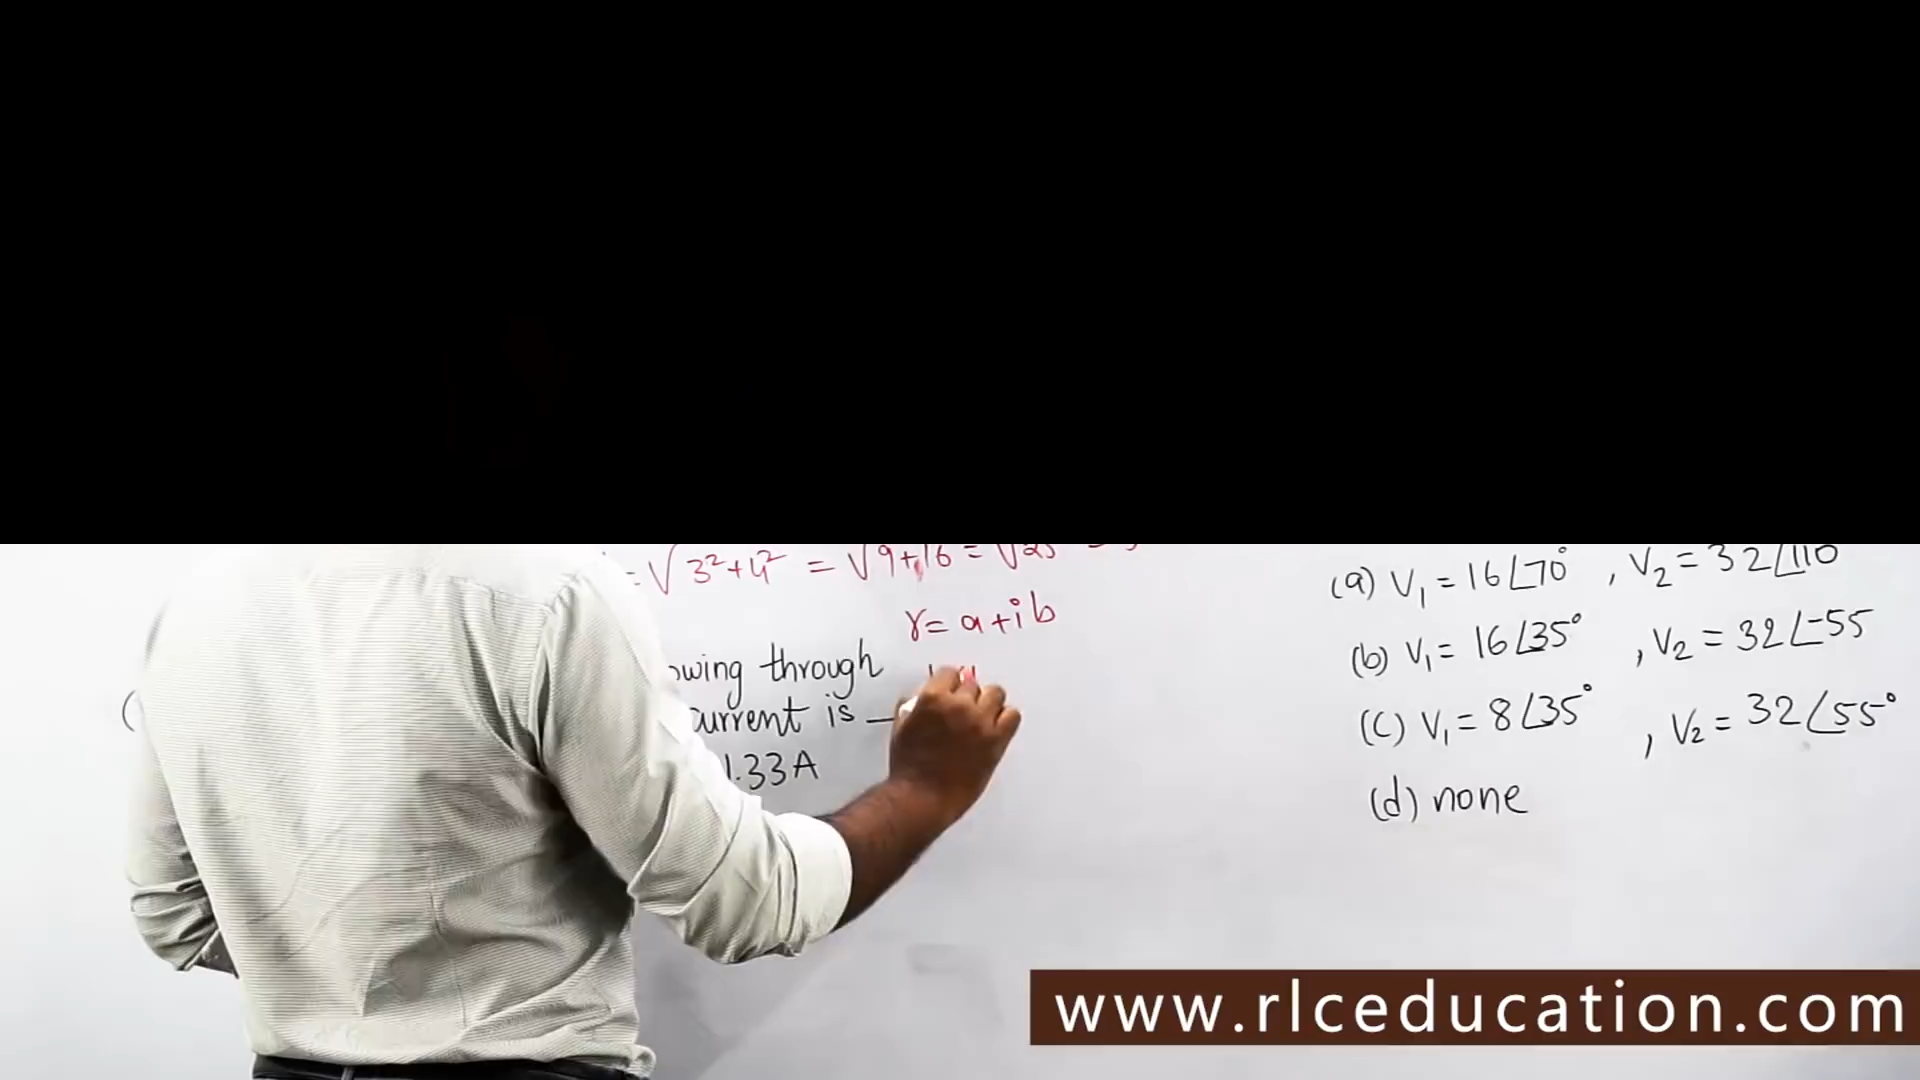 = √3²+4² = √9+16 = √25 =
r = a+ib
owing through
current is
1.33A
(a) V₁ = 16∠70° , V₂ = 32∠110
(b) V₁ = 16∠35° , V₂ = 32∠-55
(c) V₁ = 8∠35° , V₂ = 32∠55°
(d) none
www.rlceducation.com